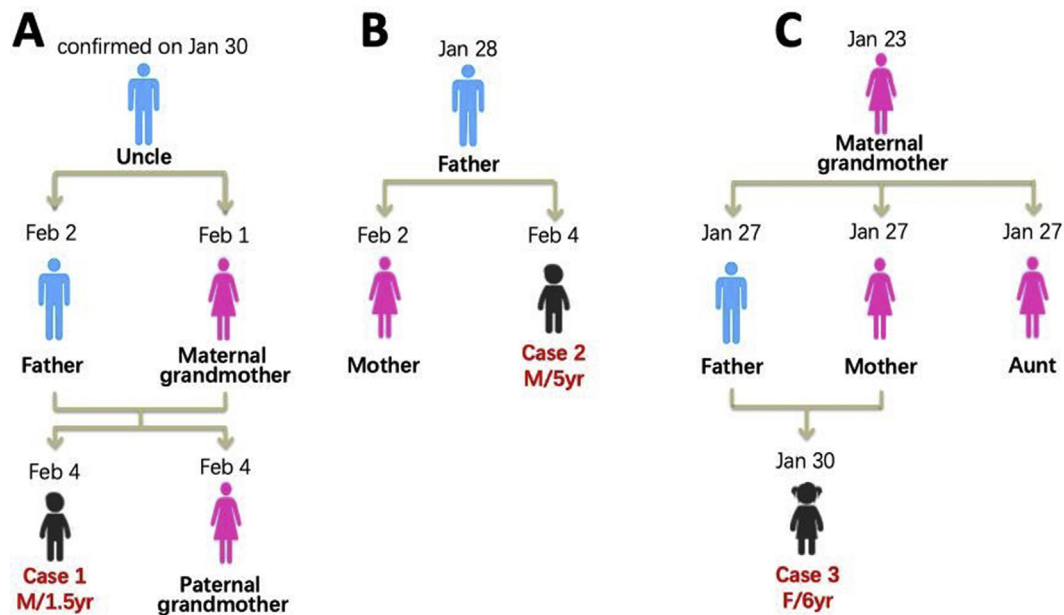 A
confirmed on Jan 30
Uncle
Feb 2
Feb 1
Father
Maternal
grandmother
Feb 4
Feb 4
Case 1
M/1.5yr
Paternal
grandmother
B
Jan 28
Father
Feb 2
Feb 4
Mother
Case 2
M/5yr
C
Jan 23
Maternal
grandmother
Jan 27
Jan 27
Jan 27
Father
Mother
Aunt
Jan 30
Case 3
F/6yr